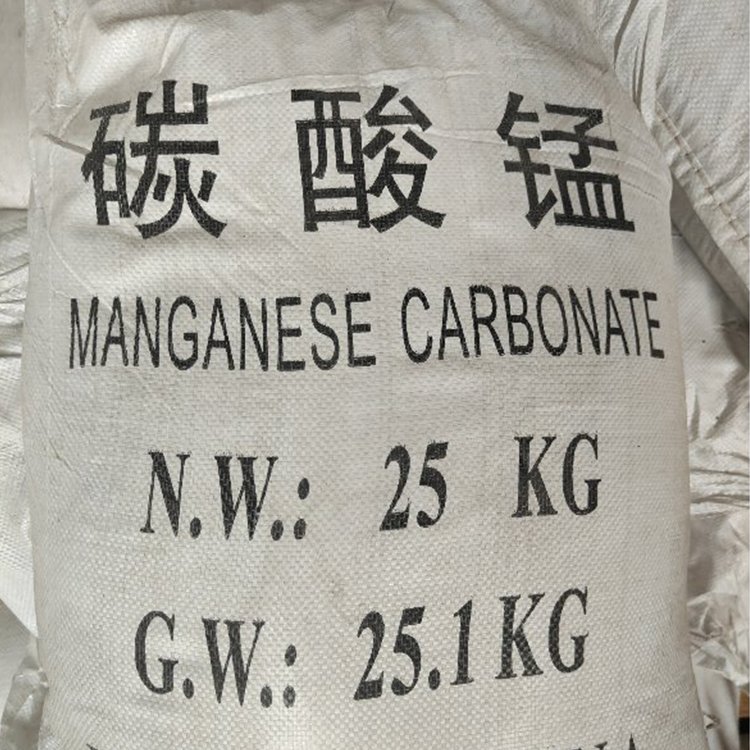 碳酸锰
MANGANESE CARBONATE
N.W.: 25 KG
G.W.: 25.1 KG